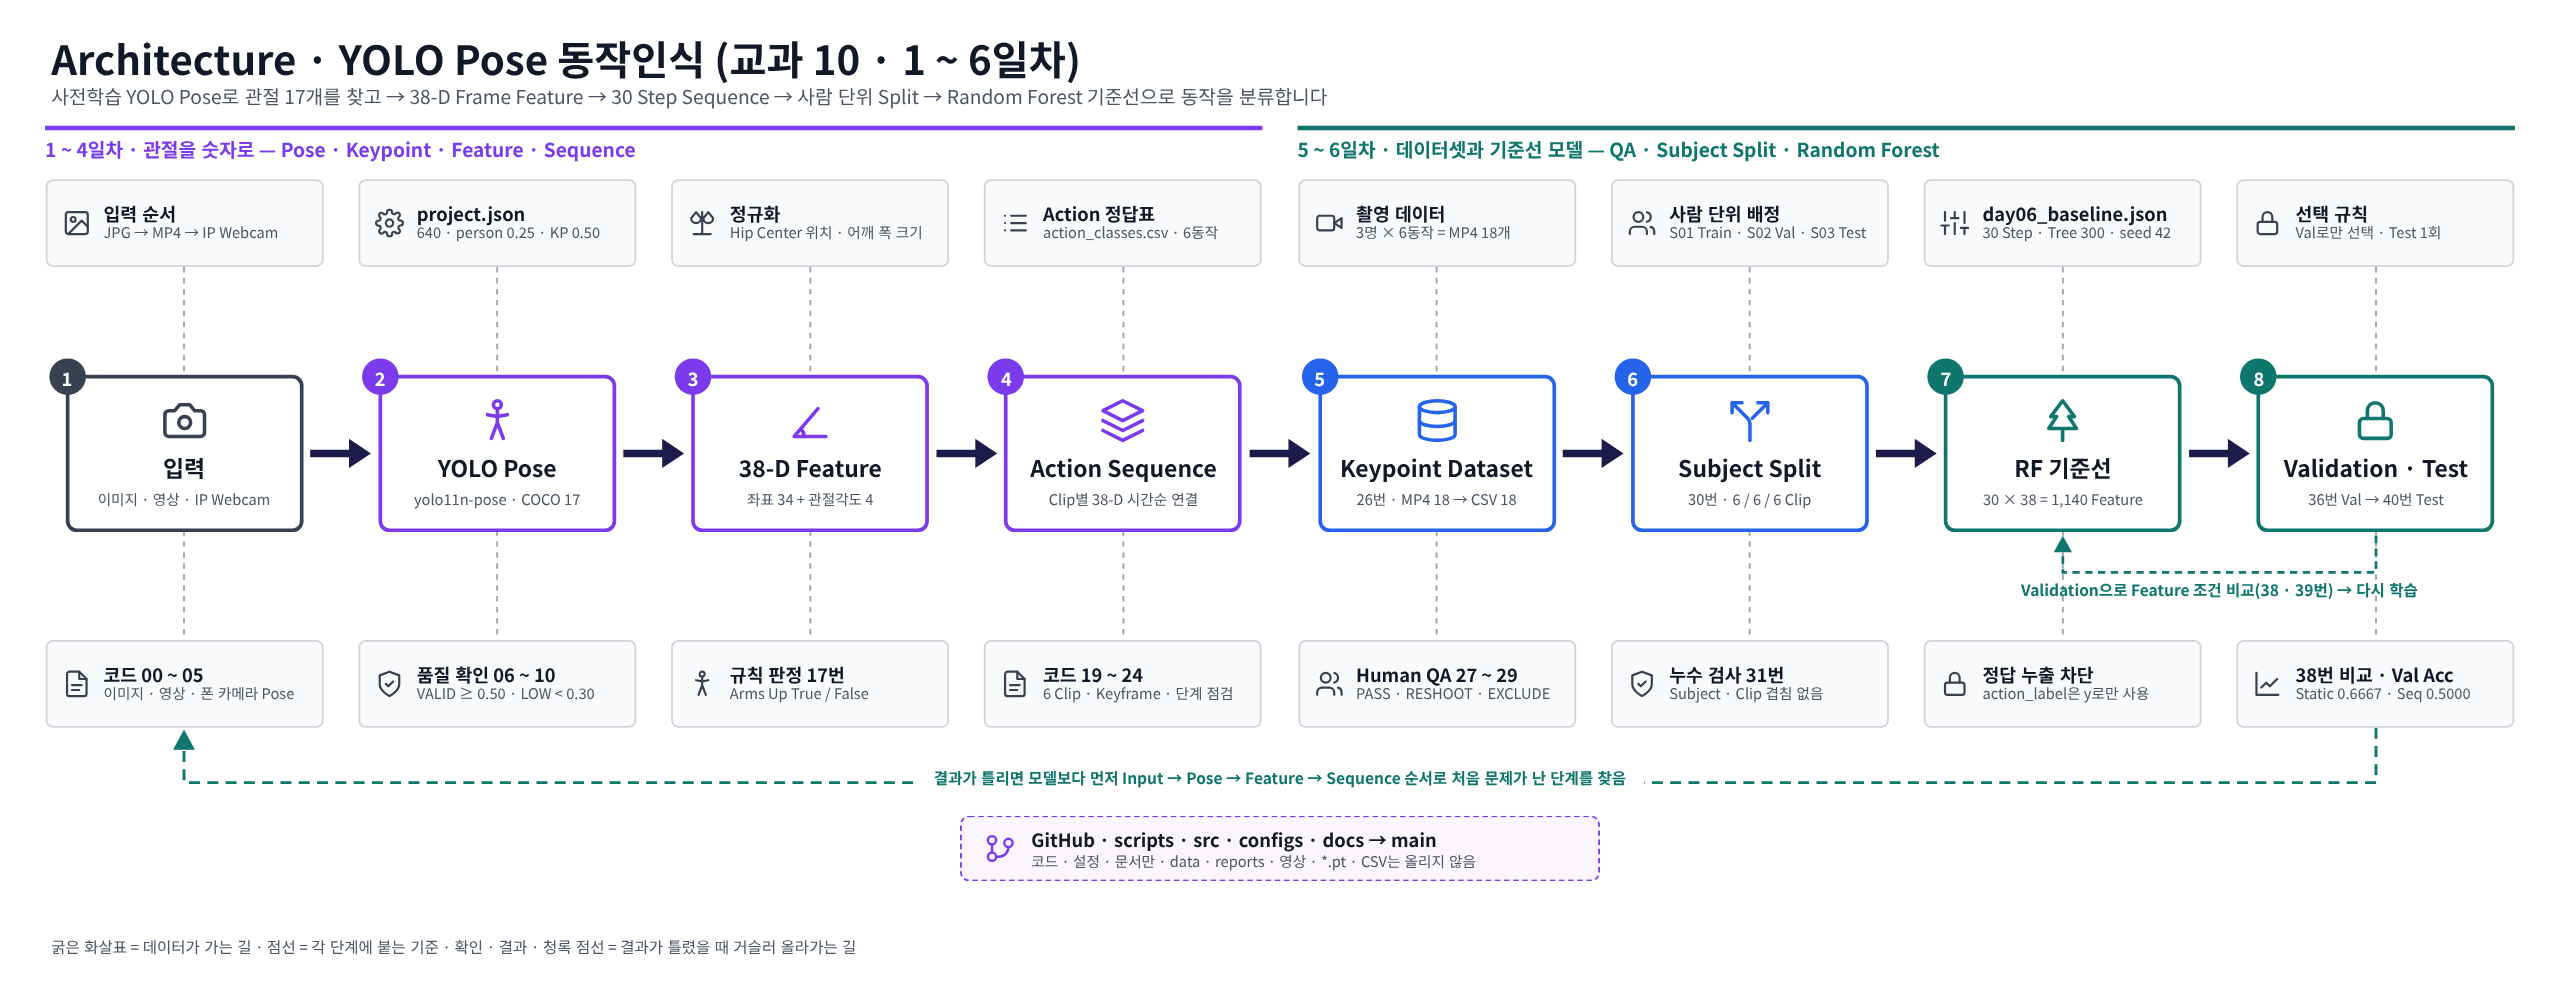 Architecture · YOLO Pose 동작인식 (교과 10 · 1 ~ 6일차)
사전학습 YOLO Pose로 관절 17개를 찾고 → 38-D Frame Feature → 30 Step Sequence → 사람 단위 Split → Random Forest 기준선으로 동작을 분류합니다
1 ~ 4일차 · 관절을 숫자로 — Pose · Keypoint · Feature · Sequence
5 ~ 6일차 · 데이터셋과 기준선 모델 — QA · Subject Split · Random Forest
입력 순서
JPG → MP4 → IP Webcam
project.json
640 · person 0.25 · KP 0.50
정규화
Hip Center 위치 · 어깨 폭 크기
Action 정답표
action_classes.csv · 6동작
촬영 데이터
3명 × 6동작 = MP4 18개
사람 단위 배정
S01 Train · S02 Val · S03 Test
day06_baseline.json
30 Step · Tree 300 · seed 42
선택 규칙
Val로만 선택 · Test 1회
1
입력
이미지 · 영상 · IP Webcam
2
YOLO Pose
yolo11n-pose · COCO 17
3
38-D Feature
좌표 34 + 관절각도 4
4
Action Sequence
Clip별 38-D 시간순 연결
5
Keypoint Dataset
26번 · MP4 18 → CSV 18
6
Subject Split
30번 · 6 / 6 / 6 Clip
7
RF 기준선
30 × 38 = 1,140 Feature
8
Validation · Test
36번 Val → 40번 Test
Validation으로 Feature 조건 비교(38 · 39번) → 다시 학습
코드 00 ~ 05
이미지 · 영상 · 폰 카메라 Pose
품질 확인 06 ~ 10
VALID ≥ 0.50 · LOW < 0.30
규칙 판정 17번
Arms Up True / False
코드 19 ~ 24
6 Clip · Keyframe · 단계 점검
Human QA 27 ~ 29
PASS · RESHOOT · EXCLUDE
누수 검사 31번
Subject · Clip 겹침 없음
정답 누출 차단
action_label은 y로만 사용
38번 비교 · Val Acc
Static 0.6667 · Seq 0.5000
결과가 틀리면 모델보다 먼저 Input → Pose → Feature → Sequence 순서로 처음 문제가 난 단계를 찾음
GitHub · scripts · src · configs · docs → main
코드 · 설정 · 문서만 · data · reports · 영상 · *.pt · CSV는 올리지 않음
굵은 화살표 = 데이터가 가는 길 · 점선 = 각 단계에 붙는 기준 · 확인 · 결과 · 청록 점선 = 결과가 틀렸을 때 거슬러 올라가는 길